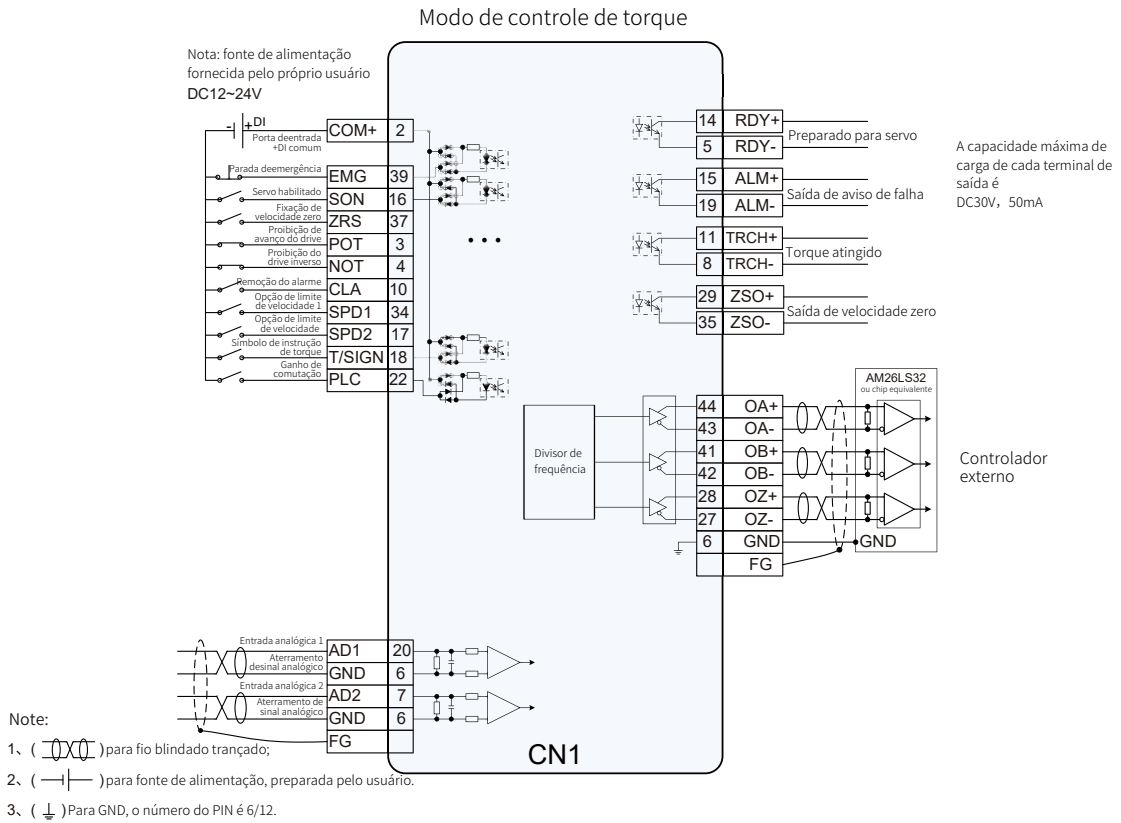 Modo de controle de torque
Nota: fonte de alimentação
fornecida pelo próprio usuário
DC12~24V
- + DI
Porta deentrada
+DI comum
COM+ 2
Parada deemergência
EMG 39
Servo habilitado
SON 16
Fixação de
velocidade zero
ZRS 37
Proibição de
avanço do drive
POT 3
Proibição do
drive inverso
NOT 4
Remoção do alarme
CLA 10
Opção de limite
de velocidade 1
SPD1 34
Opção de limite
de velocidade
SPD2 17
Símbolo de instrução
de torque
T/SIGN 18
Ganho de
comutação
PLC 22
14 RDY+
5 RDY-
Preparado para servo
15 ALM+
19 ALM-
Saída de aviso de falha
11 TRCH+
8 TRCH-
Torque atingido
29 ZSO+
35 ZSO-
Saída de velocidade zero
A capacidade máxima de
carga de cada terminal de
saída é
DC30V, 50mA
AM26LS32
ou chip equivalente
Divisor de
frequência
44 OA+
43 OA-
41 OB+
42 OB-
28 OZ+
27 OZ-
6 GND
GND
FG
Controlador
externo
Entrada analógica 1
AD1 20
Aterramento
desinal analógico
GND 6
Entrada analógica 2
AD2 7
Aterramento de
sinal analógico
GND 6
FG
CN1
Note:
1、( )para fio blindado trançado;
2、( )para fonte de alimentação, preparada pelo usuário.
3、( )Para GND, o número do PIN é 6/12.